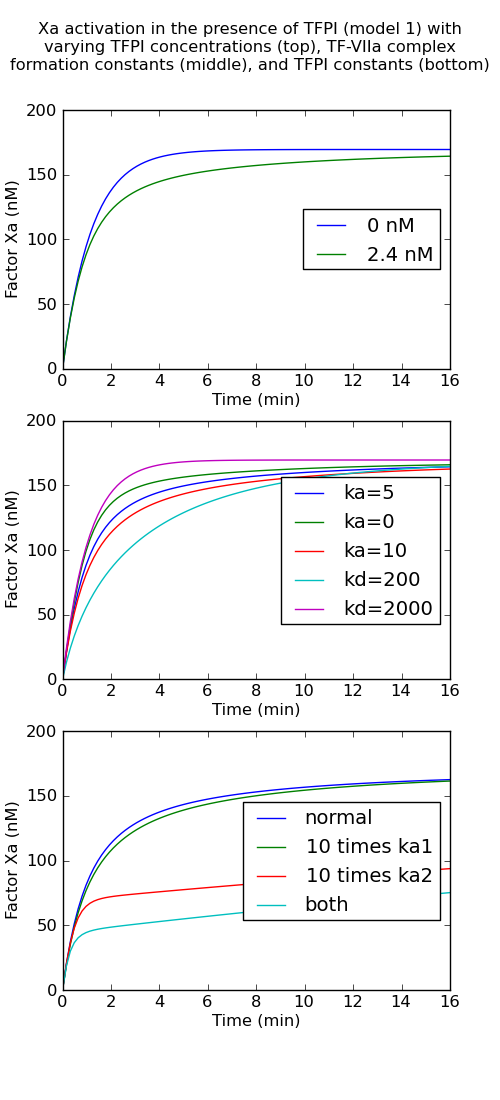 Xa activation in the presence of TFPI (model 1) with
varying TFPI concentrations (top), TF-VIIa complex
formation constants (middle), and TFPI constants (bottom)
200
150
100
50
0
Factor Xa (nM)
0 nM
2.4 nM
0 2 4 6 8 10 12 14 16
Time (min)
200
150
100
50
0
Factor Xa (nM)
ka=5
ka=0
ka=10
kd=200
kd=2000
0 2 4 6 8 10 12 14 16
Time (min)
200
150
100
50
0
Factor Xa (nM)
normal
10 times ka1
10 times ka2
both
0 2 4 6 8 10 12 14 16
Time (min)